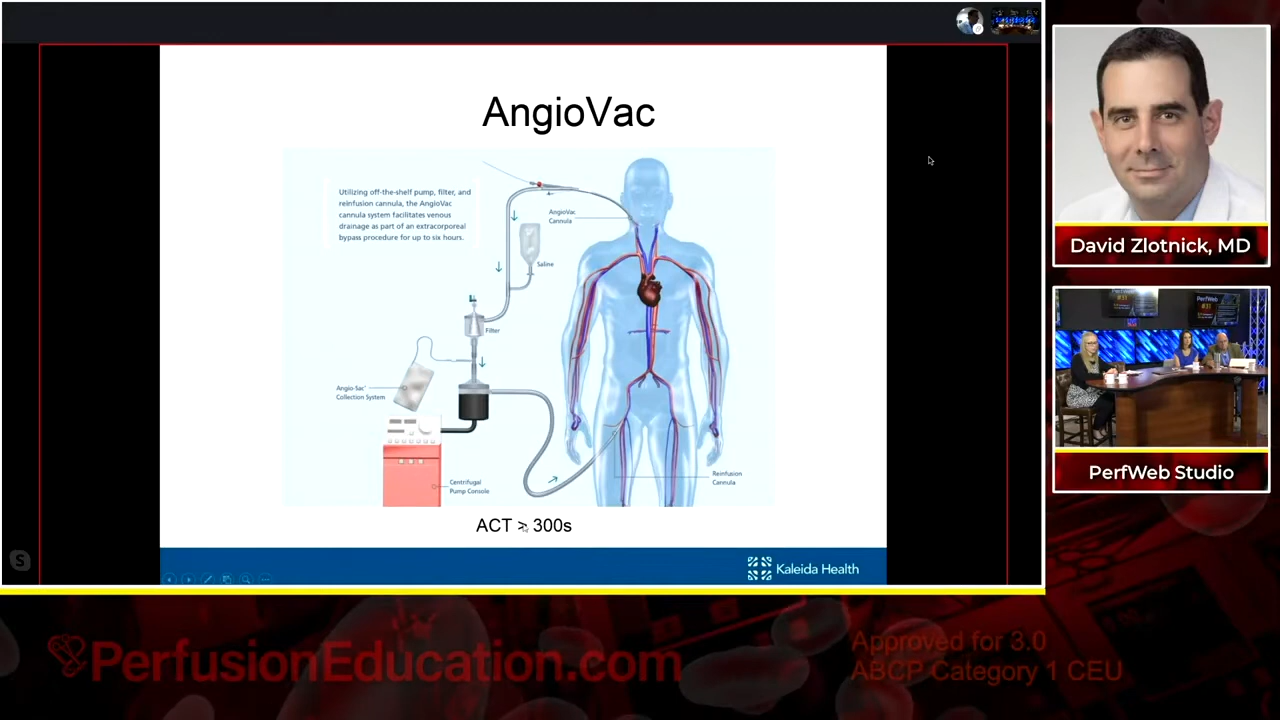 AngioVac
Utilizing off-the-shelf pump, filter, and
reinfusion cannula, the AngioVac
cannula system facilitates venous
drainage as part of an extracorporeal
bypass procedure for up to six hours.
AngioVac
Cannula
Saline
Filter
Angio-Sac
Collection System
Centrifugal
Pump Console
Reinfusion
Cannula
ACT > 300s
Kaleida Health
S
David Zlotnick, MD
PerfWeb
#31
PerfWeb Studio
PerfusionEducation.com
Approved for 3.0
ABCP Category 1 CEU